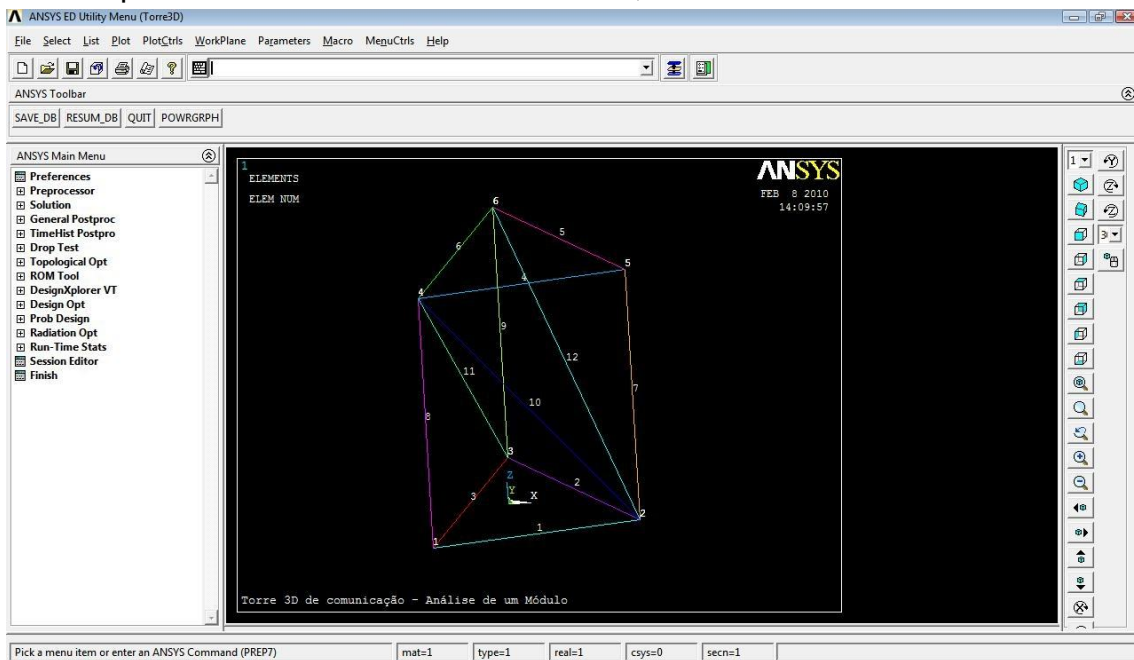 ANSYS ED Utility Menu (Torre3D)
File Select List Plot PlotCtrls WorkPlane Parameters Macro MenuCtrls Help
ANSYS Toolbar
SAVE_DB RESUM_DB QUIT POWRGRPH
ANSYS Main Menu
Preferences
Preprocessor
Solution
General Postproc
TimeHist Postpro
Drop Test
Topological Opt
ROM Tool
DesignXplorer VT
Design Opt
Prob Design
Radiation Opt
Run-Time Stats
Session Editor
Finish
1
ELEMENTS
ELEM NUM
ANSYS
FEB 8 2010
14:09:57
6
5
6
5
4
4
9
12
11
7
10
8
3
Z
Y
X
3
2
2
1
1
Torre 3D de comunicação - Análise de um Módulo
1
Pick a menu item or enter an ANSYS Command (PREP7) mat=1 type=1 real=1 csys=0 secn=1